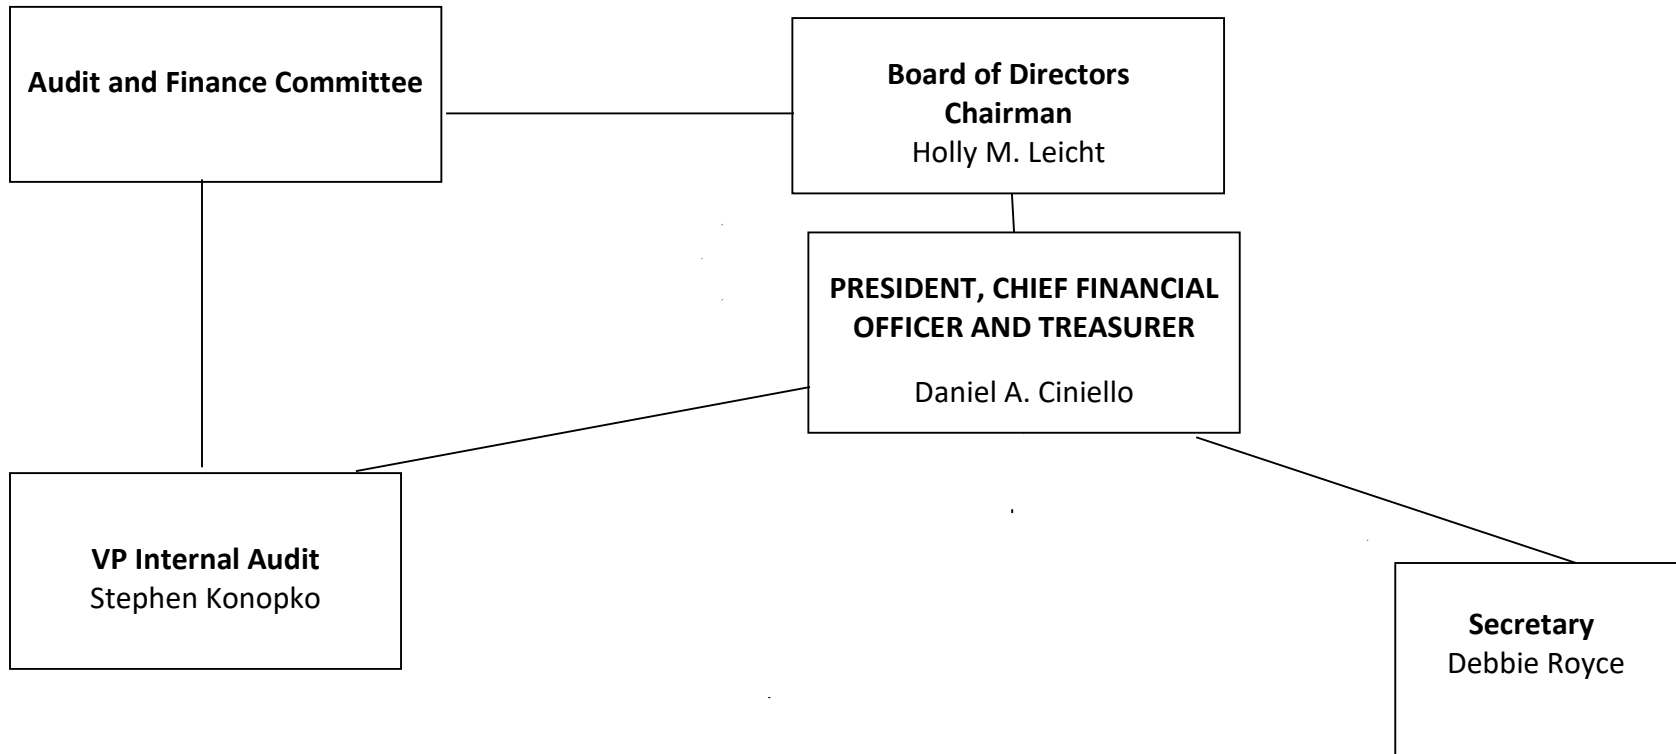 Audit and Finance Committee
Board of Directors
Chairman
Holly M. Leicht
PRESIDENT, CHIEF FINANCIAL
OFFICER AND TREASURER
Daniel A. Ciniello
VP Internal Audit
Stephen Konopko
Secretary
Debbie Royce